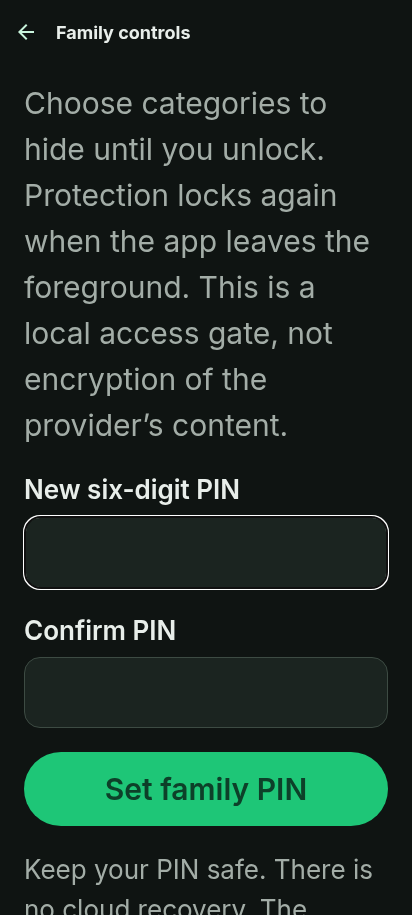 Family controls
Choose categories to
hide until you unlock.
Protection locks again
when the app leaves the
foreground. This is a
local access gate, not
encryption of the
provider’s content.
New six-digit PIN
Confirm PIN
Set family PIN
Keep your PIN safe. There is
no cloud recovery. The